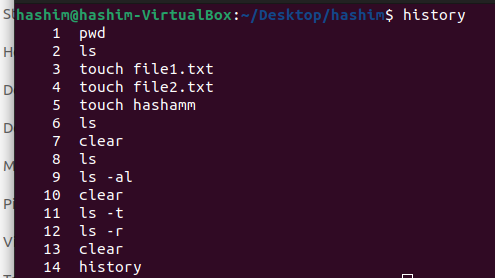 hashim@hashim-VirtualBox:~/Desktop/hashim$ history
1 pwd
2 ls
3 touch file1.txt
4 touch file2.txt
5 touch hashamm
6 ls
7 clear
8 ls
9 ls -al
10 clear
11 ls -t
12 ls -r
13 clear
14 history